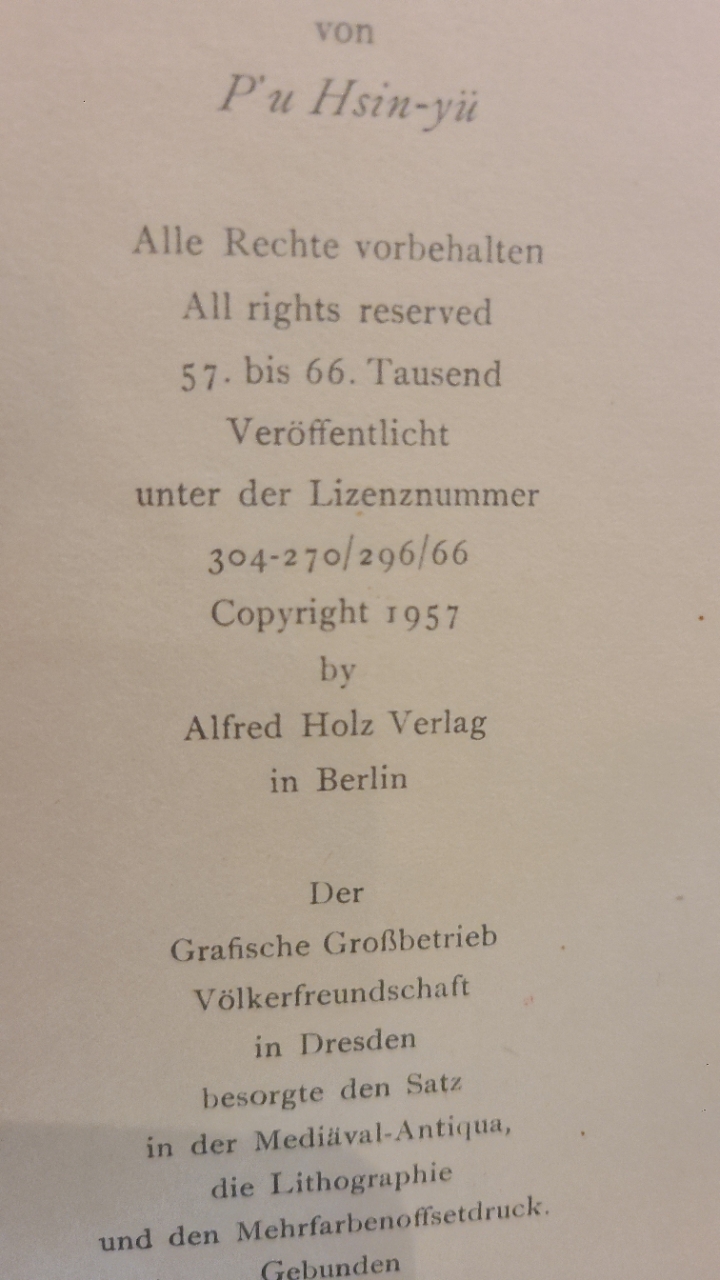 von
P'u Hsin-yü
Alle Rechte vorbehalten
All rights reserved
57. bis 66. Tausend
Veröffentlicht
unter der Lizenznummer
304-270/296/66
Copyright 1957
by
Alfred Holz Verlag
in Berlin
Der
Grafische Großbetrieb
Völkerfreundschaft
in Dresden
besorgte den Satz
in der Mediäval-Antiqua,
die Lithographie
und den Mehrfarbenoffsetdruck.
Gebunden